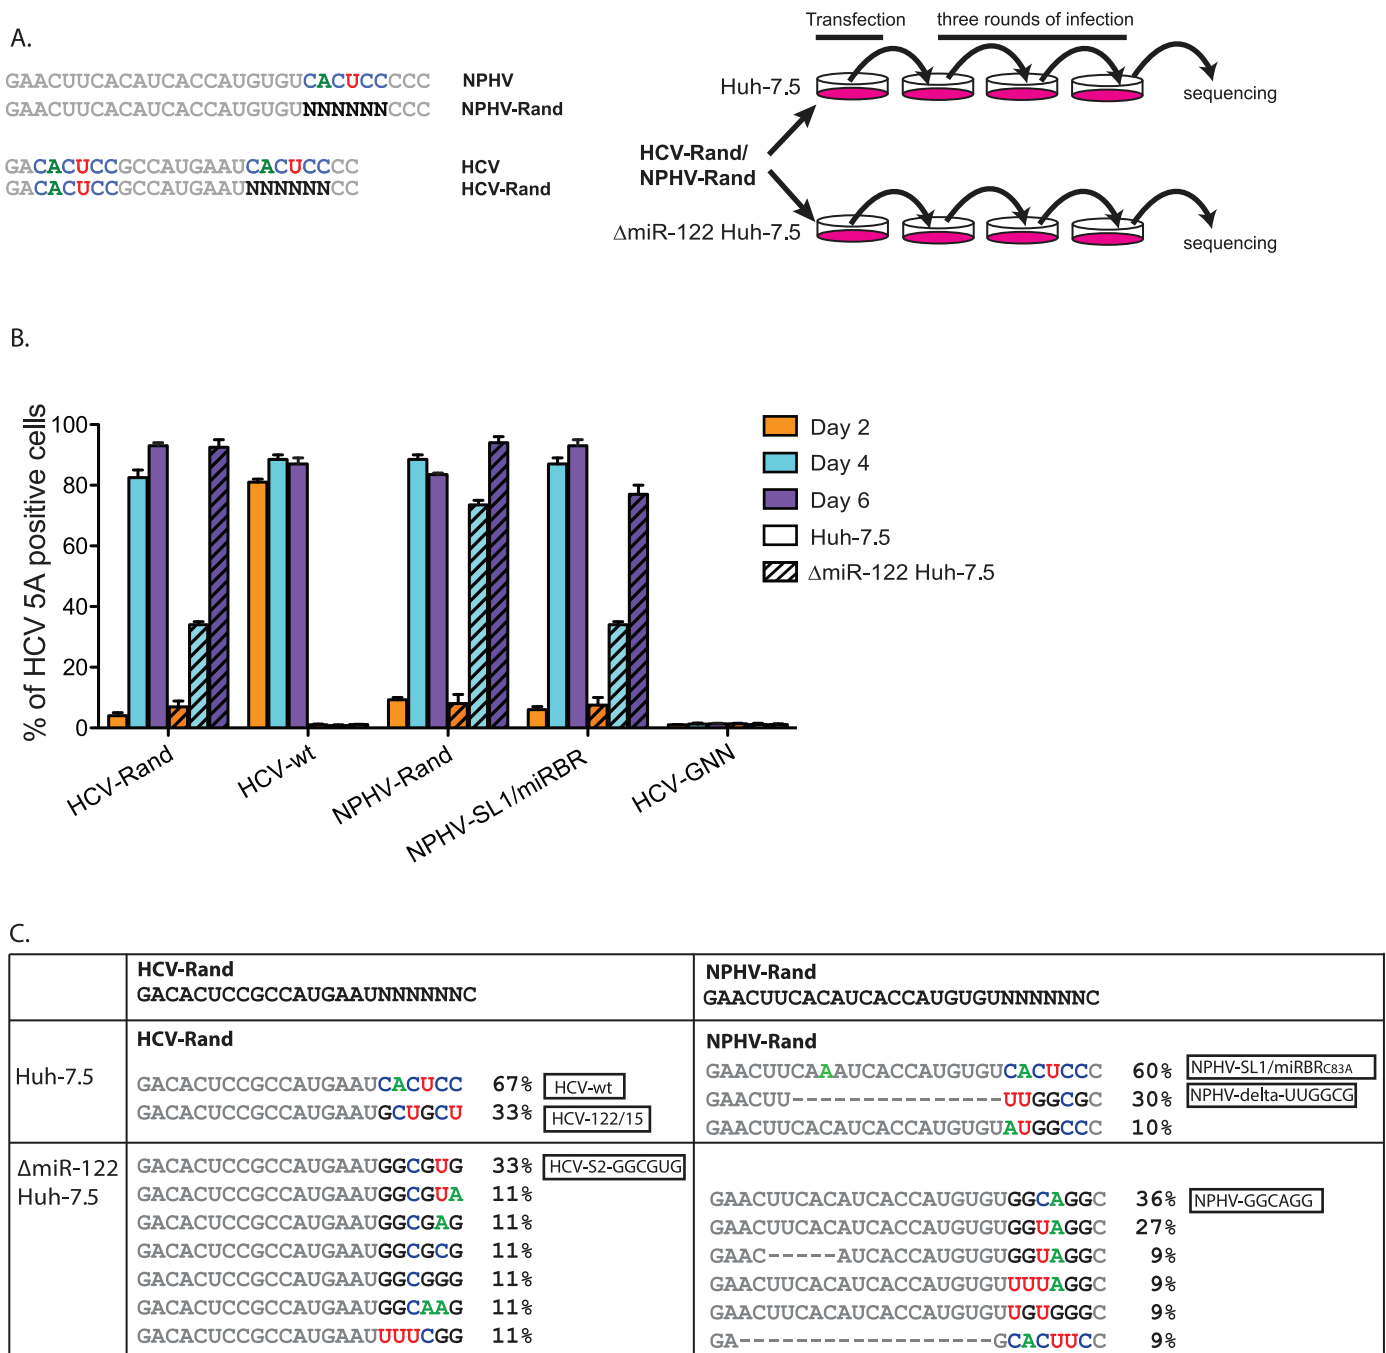 A.
GAACUUCACAUCACCAUGUGUCACUCCCCC NPHV
GAACUUCACAUCACCAUGUGUNNNNNNCCC NPHV-Rand
GACACUCCGCCAUGAAUCACUCCCC HCV
GACACUCCGCCAUGAAUNNNNNNCC HCV-Rand
Transfection three rounds of infection
Huh-7.5
sequencing
HCV-Rand/
NPHV-Rand
ΔmiR-122 Huh-7.5
sequencing
B.
% of HCV 5A positive cells
100
80
60
40
20
0
HCV-Rand
HCV-wt
NPHV-Rand
NPHV-SL1/miRBR
HCV-GNN
Day 2
Day 4
Day 6
Huh-7.5
ΔmiR-122 Huh-7.5
C.
HCV-Rand
GACACUCCGCCAUGAAUNNNNNNC
NPHV-Rand
GAACUUCACAUCACCAUGUGUNNNNNNC
Huh-7.5
HCV-Rand
GACACUCCGCCAUGAAUCACUCC 67% HCV-wt
GACACUCCGCCAUGAAUGCUGCU 33% HCV-122/15
NPHV-Rand
GAACUUCAAAUCACCAUGUGUCACUCCC 60% NPHV-SL1/miRBRC83A
GAACUU---------------UUGGCGC 30% NPHV-delta-UUGGCG
GAACUUCACAUCACCAUGUGUAUGGCCC 10%
ΔmiR-122
Huh-7.5
GACACUCCGCCAUGAAUGGCGUG 33% HCV-S2-GGCGUG
GACACUCCGCCAUGAAUGGCGUA 11%
GACACUCCGCCAUGAAUGGCGAG 11%
GACACUCCGCCAUGAAUGGCGCG 11%
GACACUCCGCCAUGAAUGGCGGG 11%
GACACUCCGCCAUGAAUGGCAAG 11%
GACACUCCGCCAUGAAUUUUCGG 11%
GAACUUCACAUCACCAUGUGUGGCAGGC 36% NPHV-GGCAGG
GAACUUCACAUCACCAUGUGUGGUAGGC 27%
GAAC-----AUCACCAUGUGUGGUAGGC 9%
GAACUUCACAUCACCAUGUGUUUUAGGC 9%
GAACUUCACAUCACCAUGUGUUGUGGGC 9%
GA------------------GCACUUCC 9%